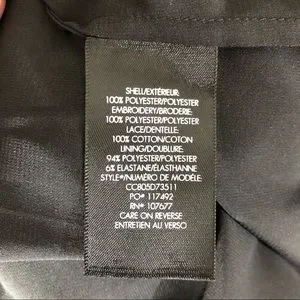 SHELL/EXTÉRIEUR:
100% POLYESTER/POLYESTER
EMBROIDERY/BRODERIE:
100% POLYESTER/POLYESTER
LACE/DENTELLE:
100% COTTON/COTON
LINING/DOUBLURE:
94% POLYESTER/POLYESTER
6% ELASTANE/ÉLASTHANNE
STYLE#/NUMÉRO DE MODÈLE:
CC805D73511
PO# 117492
RN# 107677
CARE ON REVERSE
ENTRETIEN AU VERSO